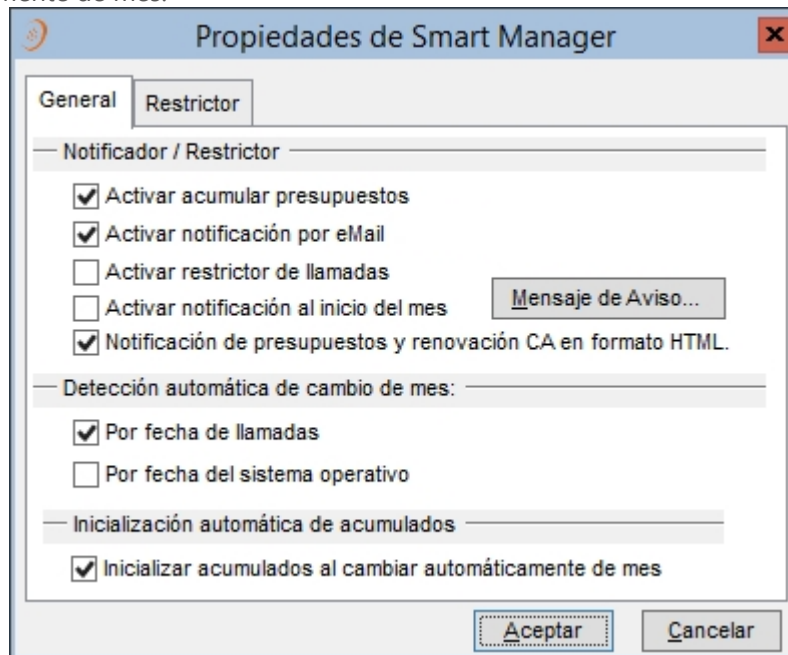 Propiedades de Smart Manager
General
Restrictor
Notificador / Restrictor
Activar acumular presupuestos
Activar notificación por eMail
Activar restrictor de llamadas
Activar notificación al inicio del mes
Mensaje de Aviso...
Notificación de presupuestos y renovación CA en formato HTML.
Detección automática de cambio de mes:
Por fecha de llamadas
Por fecha del sistema operativo
Inicialización automática de acumulados
Inicializar acumulados al cambiar automáticamente de mes
Aceptar
Cancelar